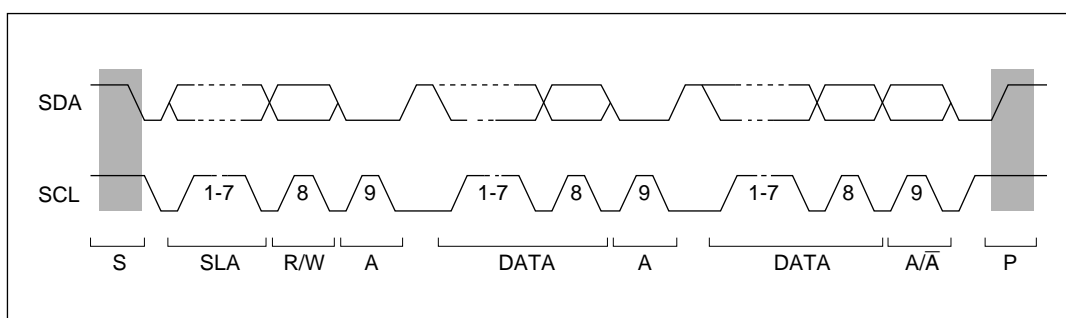 SDA
SCL 1-7 8 9 1-7 8 9 1-7 8 9
S SLA R/W A DATA A DATA A/A̅ P